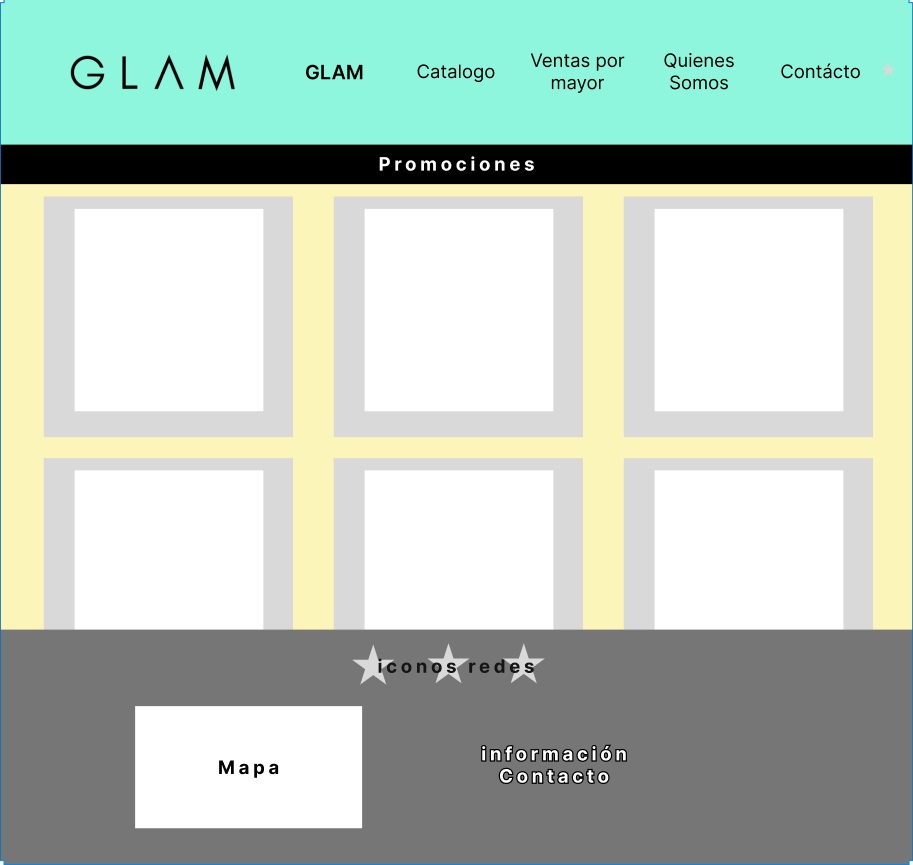 GLAM
GLAM
Catalogo
Ventas por
mayor
Quienes
Somos
Contácto
Promociones
iconos redes
Mapa
información
Contacto